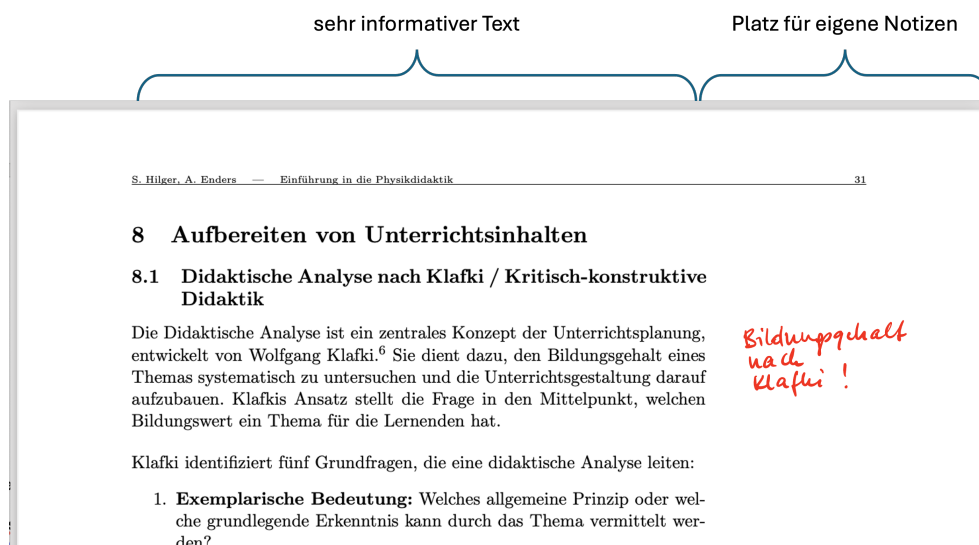 sehr informativer Text
Platz für eigene Notizen
S. Hilger, A. Enders — Einführung in die Physikdidaktik 31
8 Aufbereiten von Unterrichtsinhalten
8.1 Didaktische Analyse nach Klafki / Kritisch-konstruktive
Didaktik
Die Didaktische Analyse ist ein zentrales Konzept der Unterrichtsplanung,
entwickelt von Wolfgang Klafki.⁶ Sie dient dazu, den Bildungsgehalt eines
Themas systematisch zu untersuchen und die Unterrichtsgestaltung darauf
aufzubauen. Klafkis Ansatz stellt die Frage in den Mittelpunkt, welchen
Bildungswert ein Thema für die Lernenden hat.
Bildungsgehalt
nach
Klafki !
Klafki identifiziert fünf Grundfragen, die eine didaktische Analyse leiten:
1. Exemplarische Bedeutung: Welches allgemeine Prinzip oder wel-
che grundlegende Erkenntnis kann durch das Thema vermittelt wer-
den?